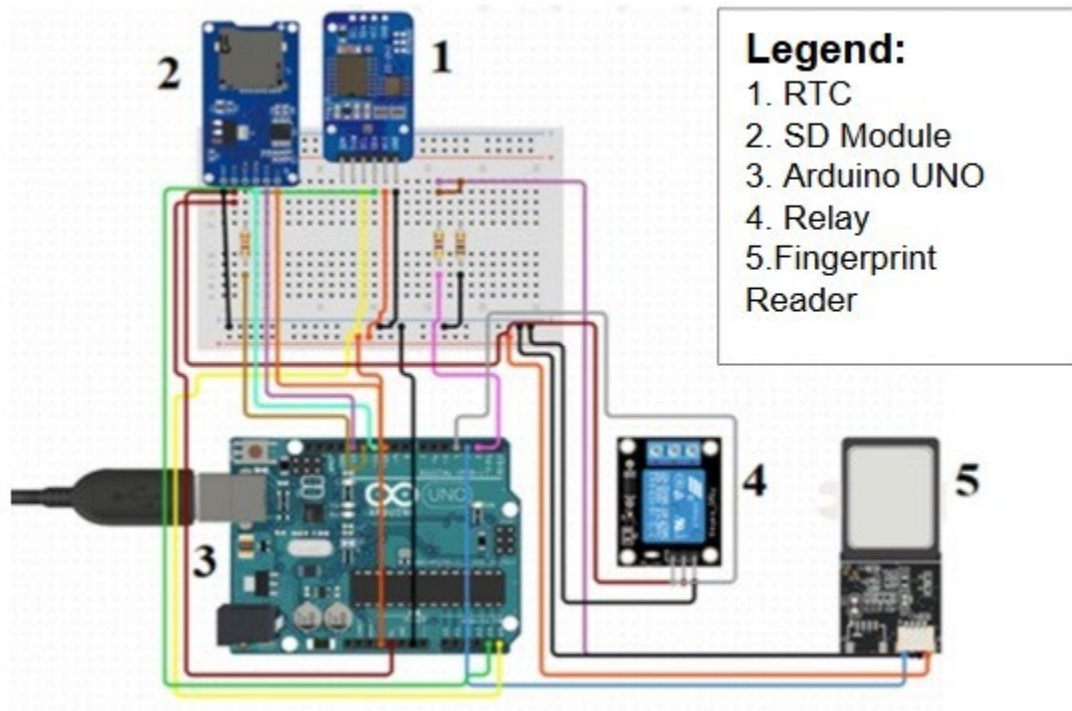 2
1
Legend:
1. RTC
2. SD Module
3. Arduino UNO
4. Relay
5.Fingerprint
Reader
UNO
4
5
3